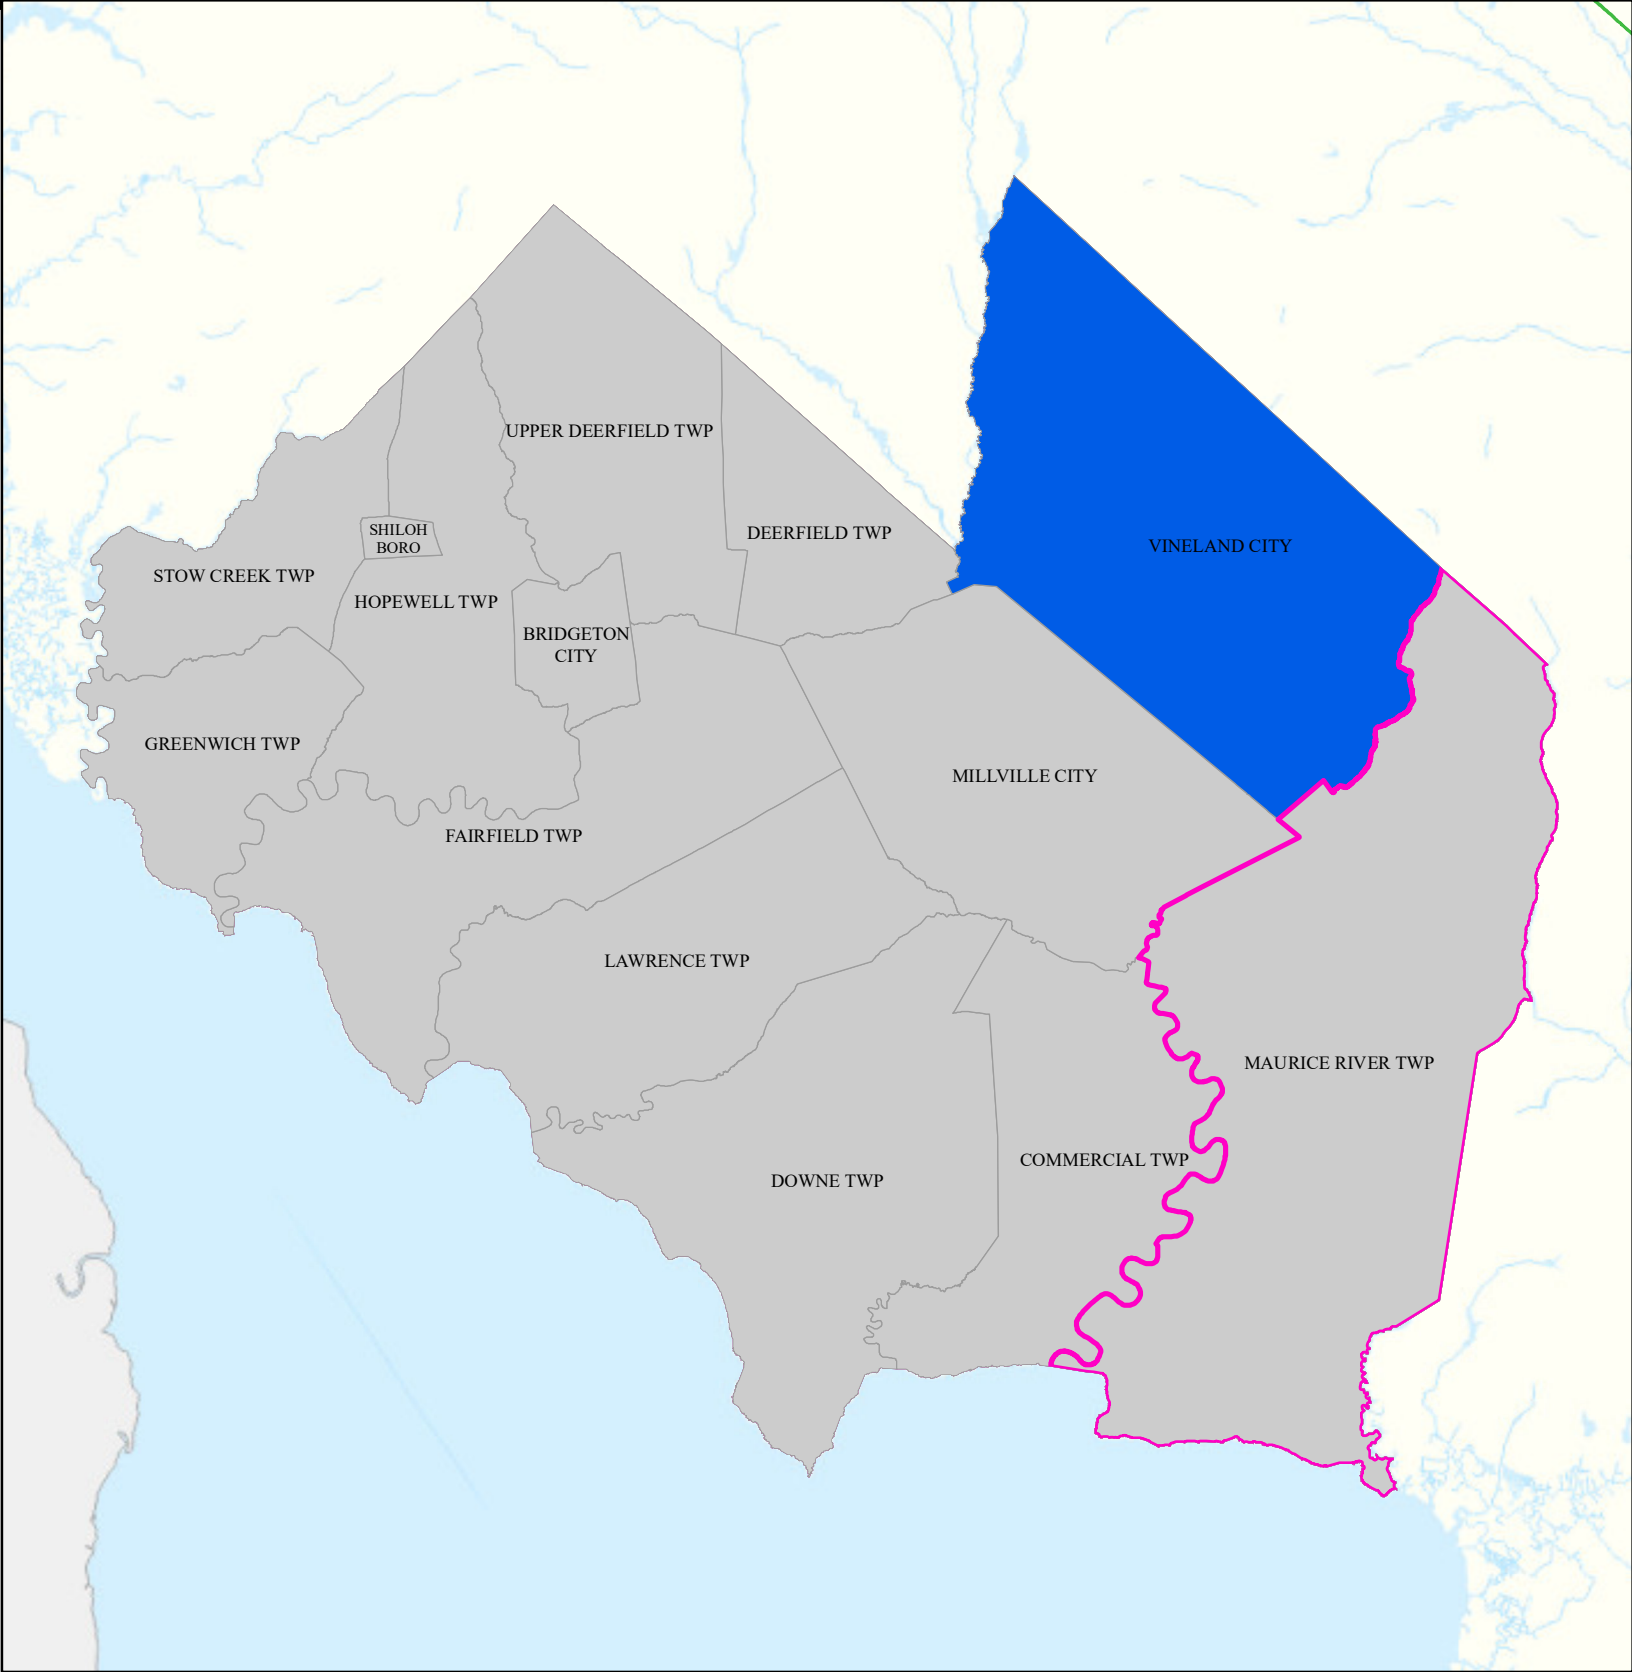 UPPER DEERFIELD TWP
SHILOH
BORO
DEERFIELD TWP
VINELAND CITY
STOW CREEK TWP
HOPEWELL TWP
BRIDGETON
CITY
GREENWICH TWP
MILLVILLE CITY
FAIRFIELD TWP
LAWRENCE TWP
MAURICE RIVER TWP
COMMERCIAL TWP
DOWNE TWP